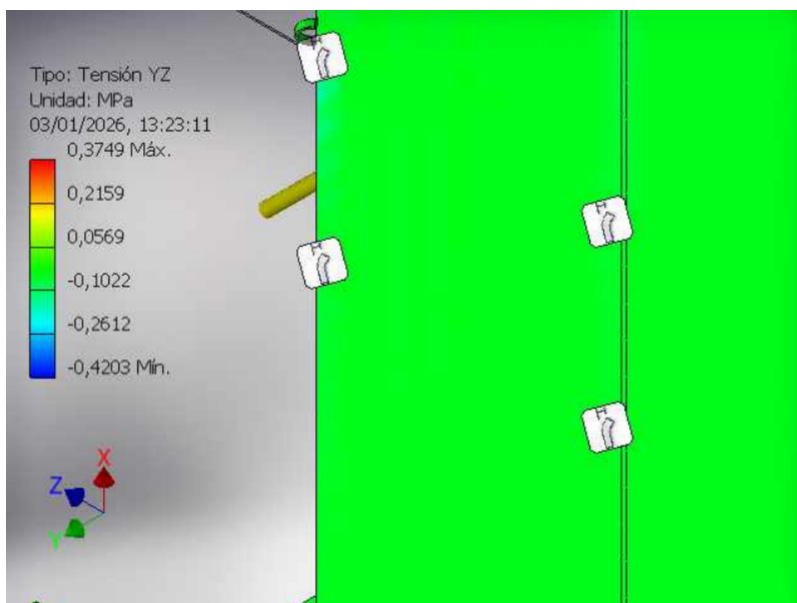 Tipo: Tensión YZ
Unidad: MPa
03/01/2026, 13:23:11
0,3749 Máx.
0,2159
0,0569
-0,1022
-0,2612
-0,4203 Mín.
X
Z
Y